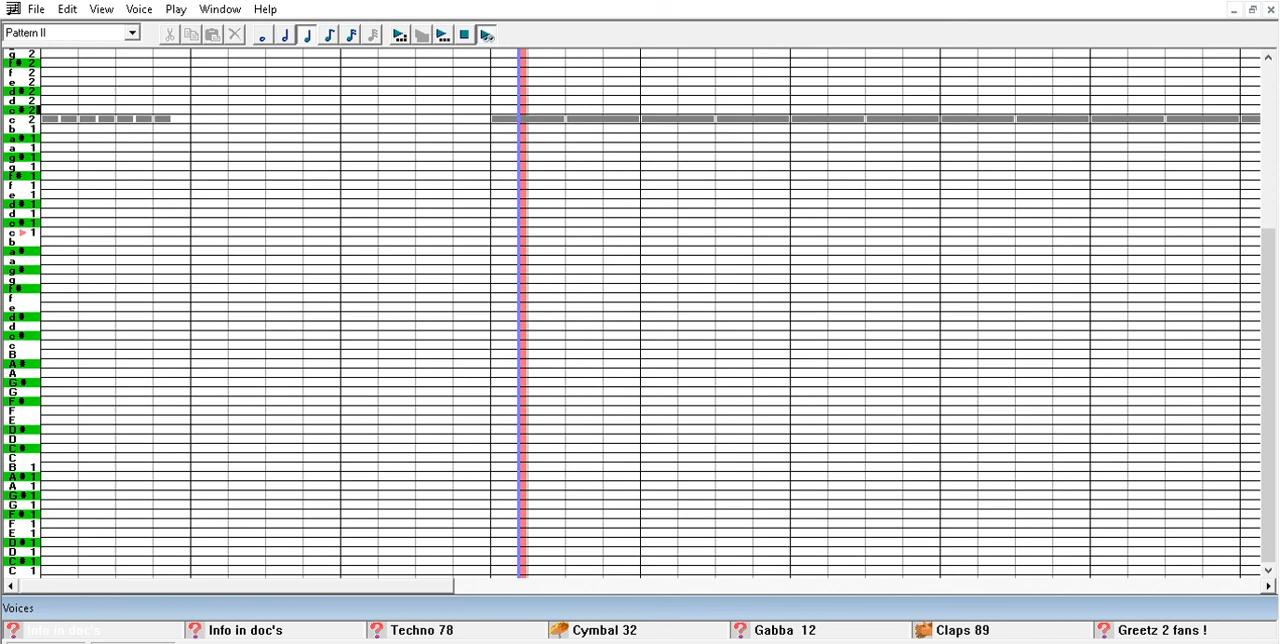 File Edit View Voice Play Window Help
Pattern II
g 2
f# 2
f 2
e 2
d# 2
d 2
c# 2
c 2
b 1
a# 1
a 1
g# 1
g 1
f# 1
f 1
e 1
d# 1
d 1
c# 1
c 1
b
a#
a
g#
g
f#
f
e
d#
d
c#
c
B
A#
A
G#
G
F#
F
E
D#
D
C#
C
B 1
A# 1
A 1
G# 1
G 1
F# 1
F 1
E 1
D# 1
D 1
C# 1
C 1
Voices
Info in doc's Info in doc's Techno 78 Cymbal 32 Gabba 12 Claps 89 Greetz 2 fans !